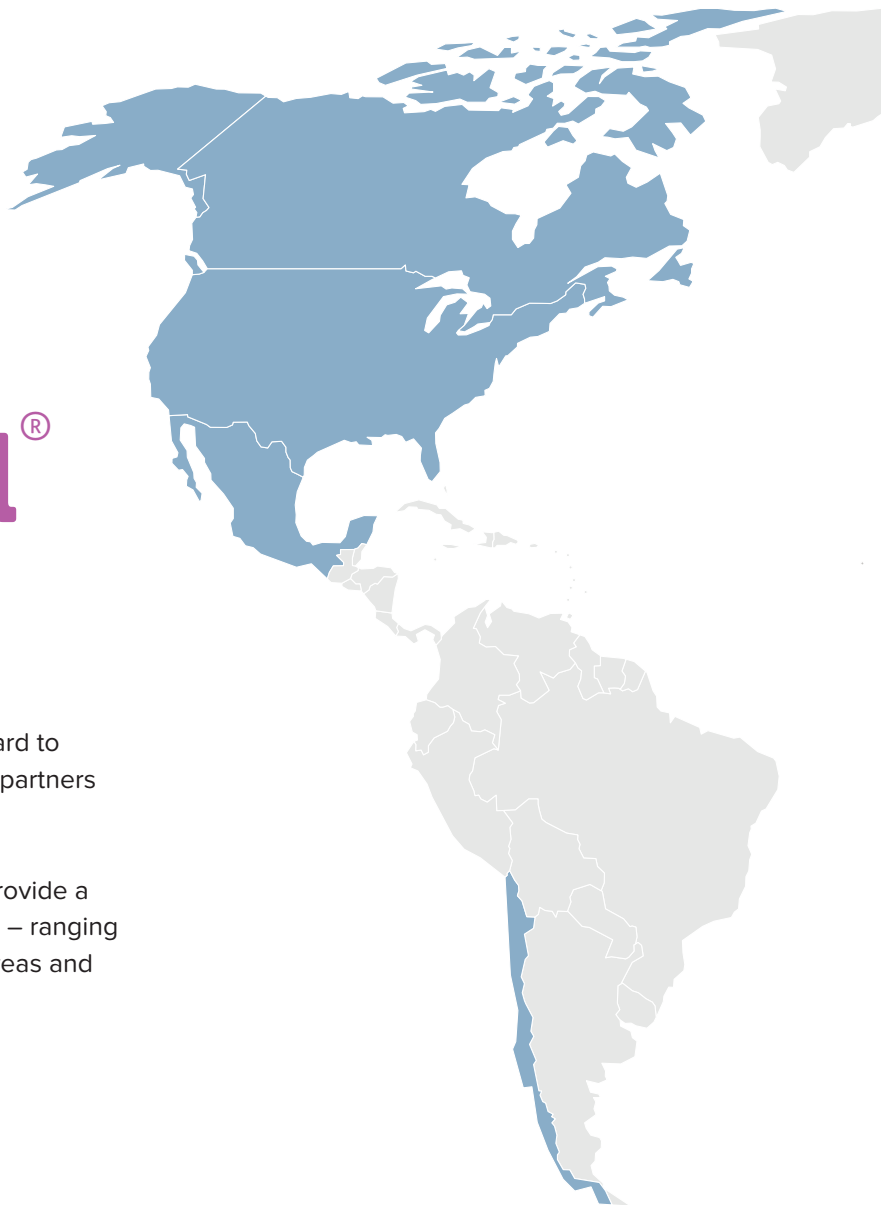 ®
ard to
partners
rovide a
– ranging
eas and